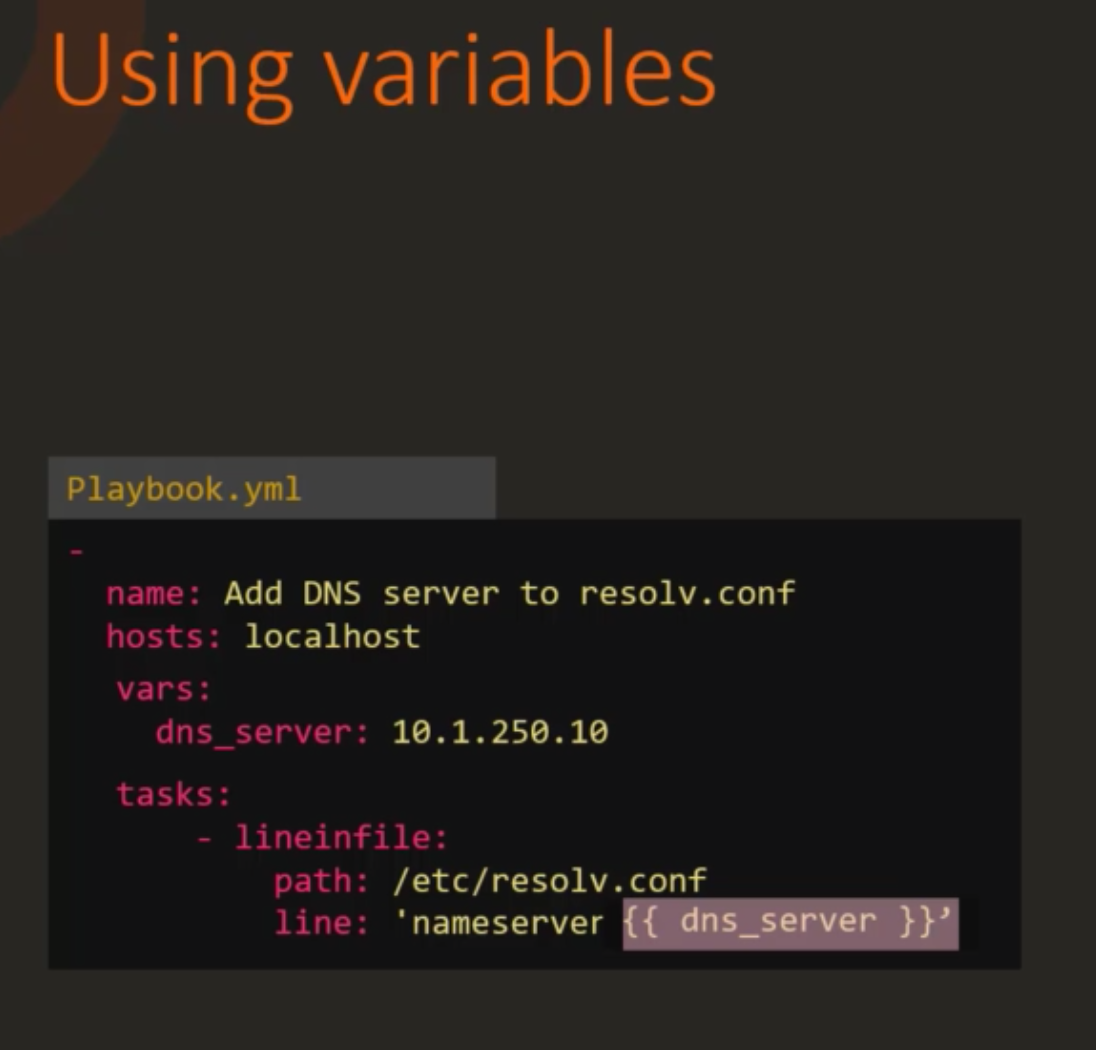 Using variables
Playbook.yml
-
name: Add DNS server to resolv.conf
hosts: localhost
vars:
dns_server: 10.1.250.10
tasks:
- lineinfile:
path: /etc/resolv.conf
line: 'nameserver {{ dns_server }}’